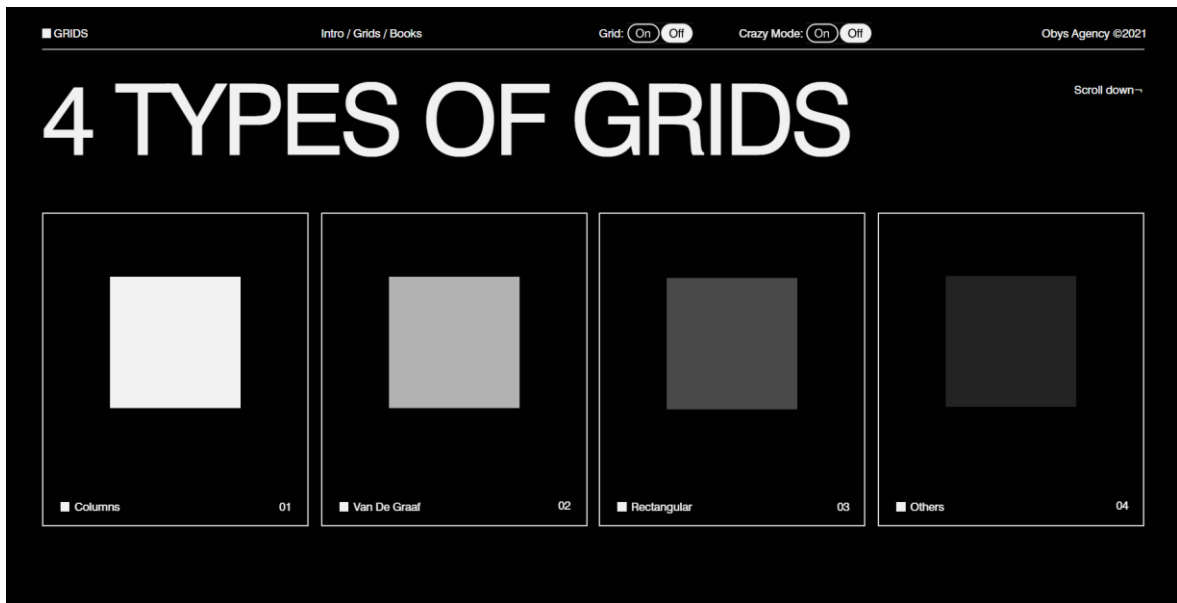 GRIDS Intro / Grids / Books Grid: On Off Crazy Mode: On Off Obys Agency ©2021
4 TYPES OF GRIDS
Scroll down¬
Columns 01
Van De Graaf 02
Rectangular 03
Others 04